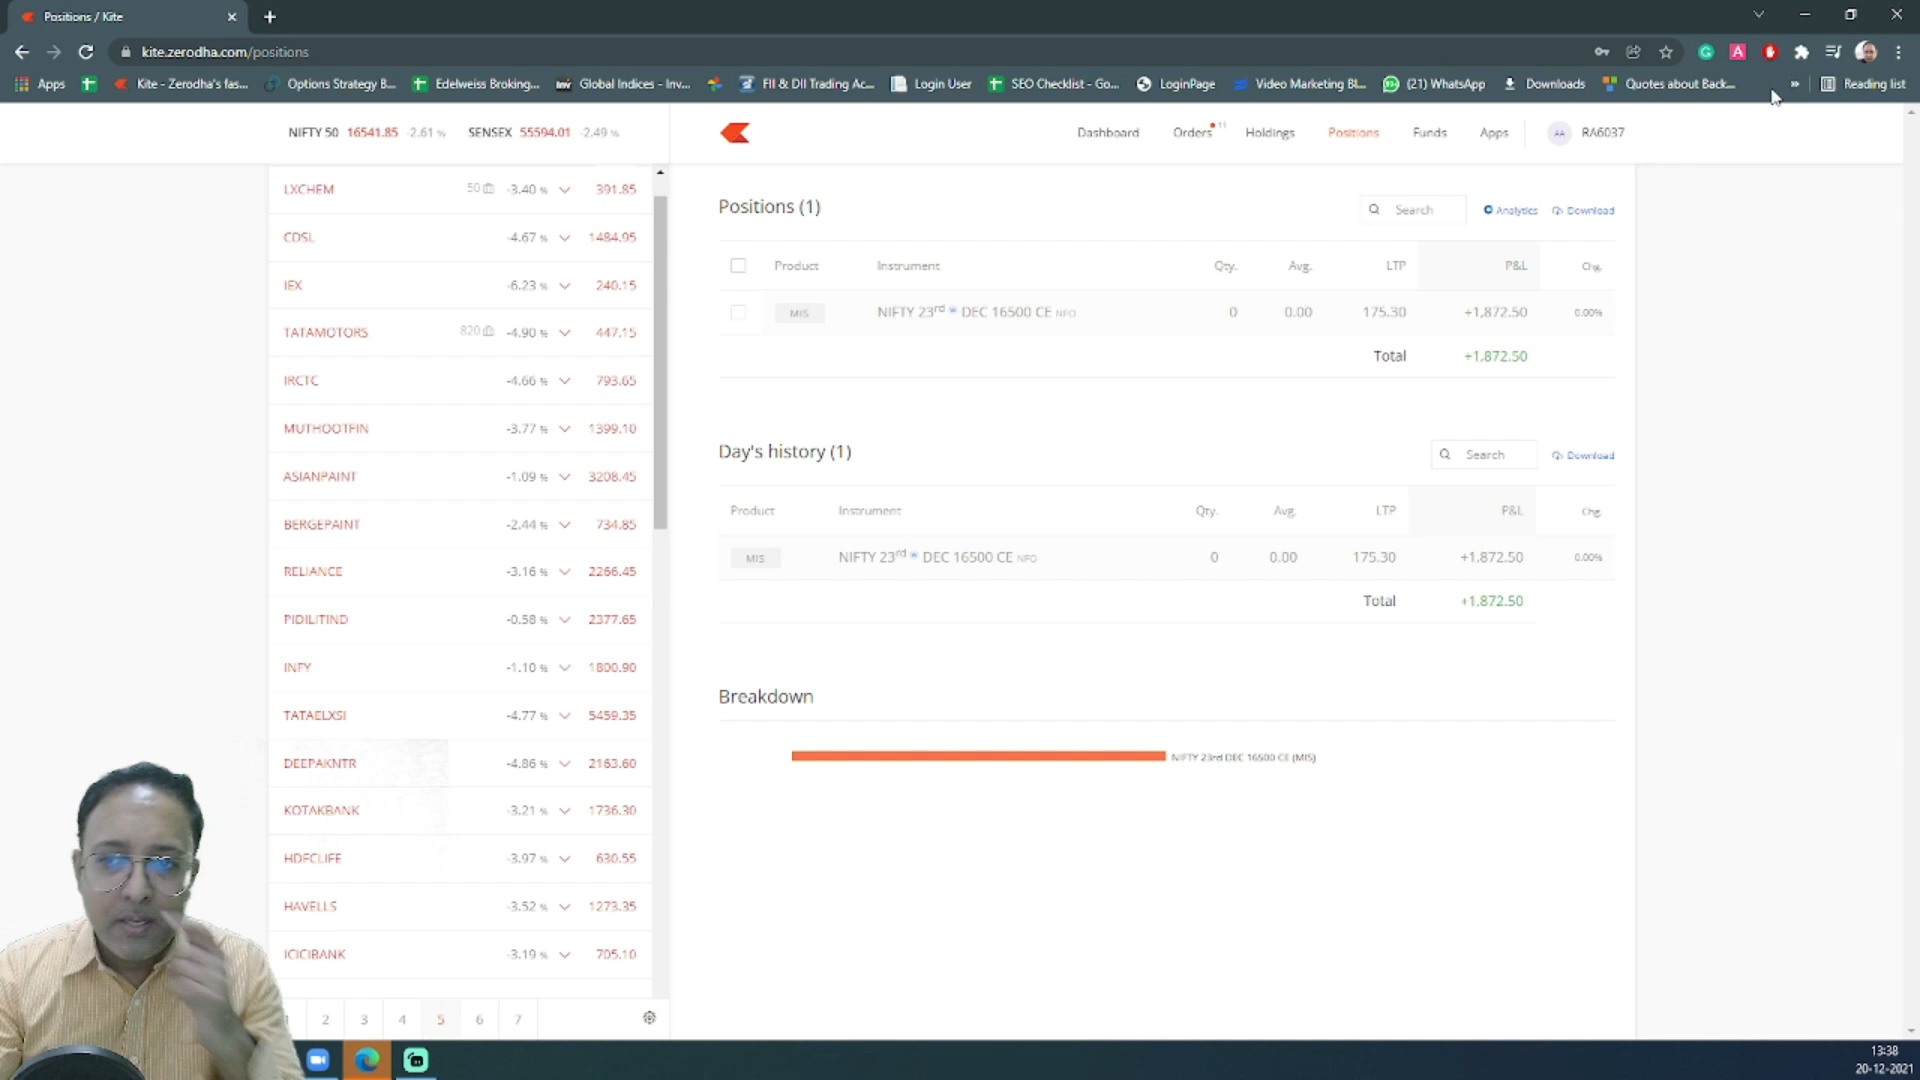 Positions / Kite
kite.zerodha.com/positions
Apps
Kite - Zerodha's fas...
Options Strategy B...
Edelweiss Broking...
Global Indices - Inv...
FII & DII Trading Ac...
Login User
SEO Checklist - Go...
LoginPage
Video Marketing Bl...
(21) WhatsApp
Downloads
Quotes about Back...
Reading list
NIFTY 50 16541.85 -2.61 %
SENSEX 55594.01 -2.49 %
Dashboard
Orders 11
Holdings
Positions
Funds
Apps
AA RA6037
LXCHEM 50 -3.40 % 391.85
CDSL -4.67 % 1484.95
IEX -6.23 % 240.15
TATAMOTORS 820 -4.90 % 447.15
IRCTC -4.66 % 793.65
MUTHOOTFIN -3.77 % 1399.10
ASIANPAINT -1.09 % 3208.45
BERGEPAINT -2.44 % 734.85
RELIANCE -3.16 % 2266.45
PIDILITIND -0.58 % 2377.65
INFY -1.10 % 1800.90
TATAELXSI -4.77 % 5459.35
DEEPAKNTR -4.86 % 2163.60
KOTAKBANK -3.21 % 1736.30
HDFCLIFE -3.97 % 630.55
HAVELLS -3.52 % 1273.35
ICICIBANK -3.19 % 705.10
2 3 4 5 6 7
Positions (1)
Search
Analytics
Download
Product Instrument Qty. Avg. LTP P&L Chg.
MIS NIFTY 23rd w DEC 16500 CE NFO 0 0.00 175.30 +1,872.50 0.00%
Total +1,872.50
Day's history (1)
Search
Download
Product Instrument Qty. Avg. LTP P&L Chg.
MIS NIFTY 23rd w DEC 16500 CE NFO 0 0.00 175.30 +1,872.50 0.00%
Total +1,872.50
Breakdown
NIFTY 23rd DEC 16500 CE (MIS)
13:38
20-12-2021